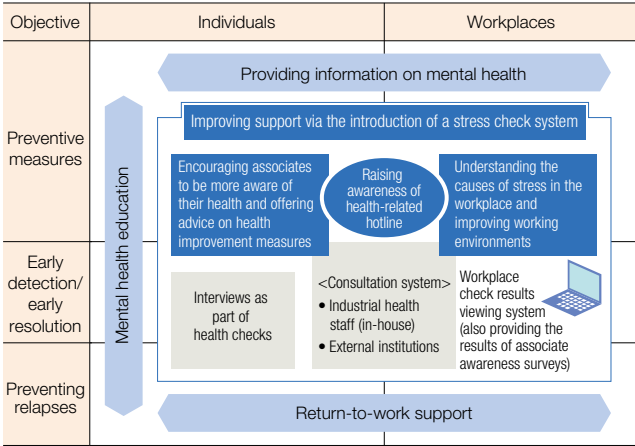 Objective
Individuals
Workplaces
Preventive
measures
Early
detection/
early
resolution
Preventing
relapses
Mental health education
Providing information on mental health
Improving support via the introduction of a stress check system
Encouraging associates
to be more aware of
their health and offering
advice on health
improvement measures
Raising
awareness of
health-related
hotline
Understanding the
causes of stress in the
workplace and
improving working
environments
Interviews as
part of
health checks
<Consultation system>
• Industrial health
staff (in-house)
• External institutions
Workplace
check results
viewing system
(also providing the
results of associate
awareness surveys)
Return-to-work support